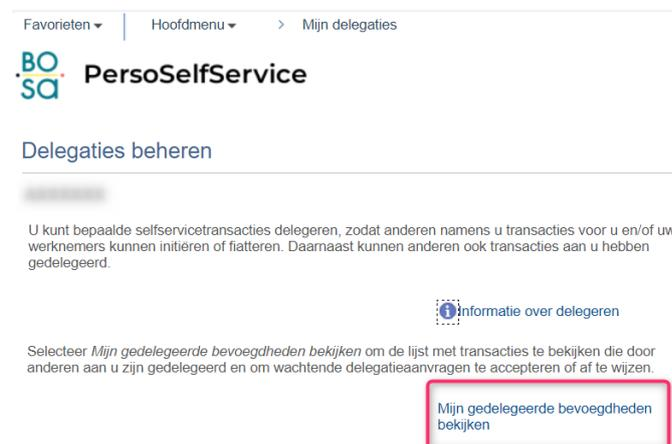 Favorieten Hoofdmenu > Mijn delegaties
BO
SA PersoSelfService
Delegaties beheren
U kunt bepaalde selfservicetransacties delegeren, zodat anderen namens u transacties voor u en/of uw
werknemers kunnen initiëren of fiatteren. Daarnaast kunnen anderen ook transacties aan u hebben
gedelegeerd.
Informatie over delegeren
Selecteer Mijn gedelegeerde bevoegdheden bekijken om de lijst met transacties te bekijken die door
anderen aan u zijn gedelegeerd en om wachtende delegatieaanvragen te accepteren of af te wijzen.
Mijn gedelegeerde bevoegdheden
bekijken